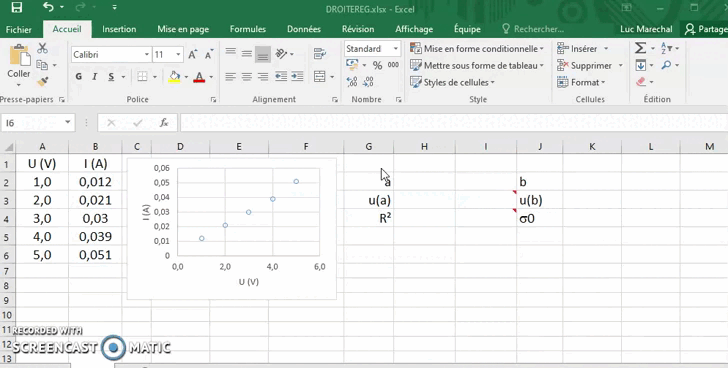 DROITEREG.xlsx - Excel
Fichier Accueil Insertion Mise en page Formules Données Révision Affichage Équipe Rechercher... Luc Marechal Partage
Coller
Calibri 11
G I S
Standard
% 000
Mise en forme conditionnelle
Mettre sous forme de tableau
Styles de cellules
Insérer
Supprimer
Format
Presse-papiers Police Alignement Nombre Style Cellules Édition
I6 fx
A B C D E F G H I J K L M
1 U (V) I (A)
2 1,0 0,012 a b
3 2,0 0,021 u(a) u(b)
4 3,0 0,03 R² σ0
5 4,0 0,039
6 5,0 0,051
7
8
9
10
11
12
13
0,06
0,05
0,04
0,03
0,02
0,01
0
I (A)
0,0 2,0 4,0 6,0
U (V)
RECORDED WITH
SCREENCAST MATIC